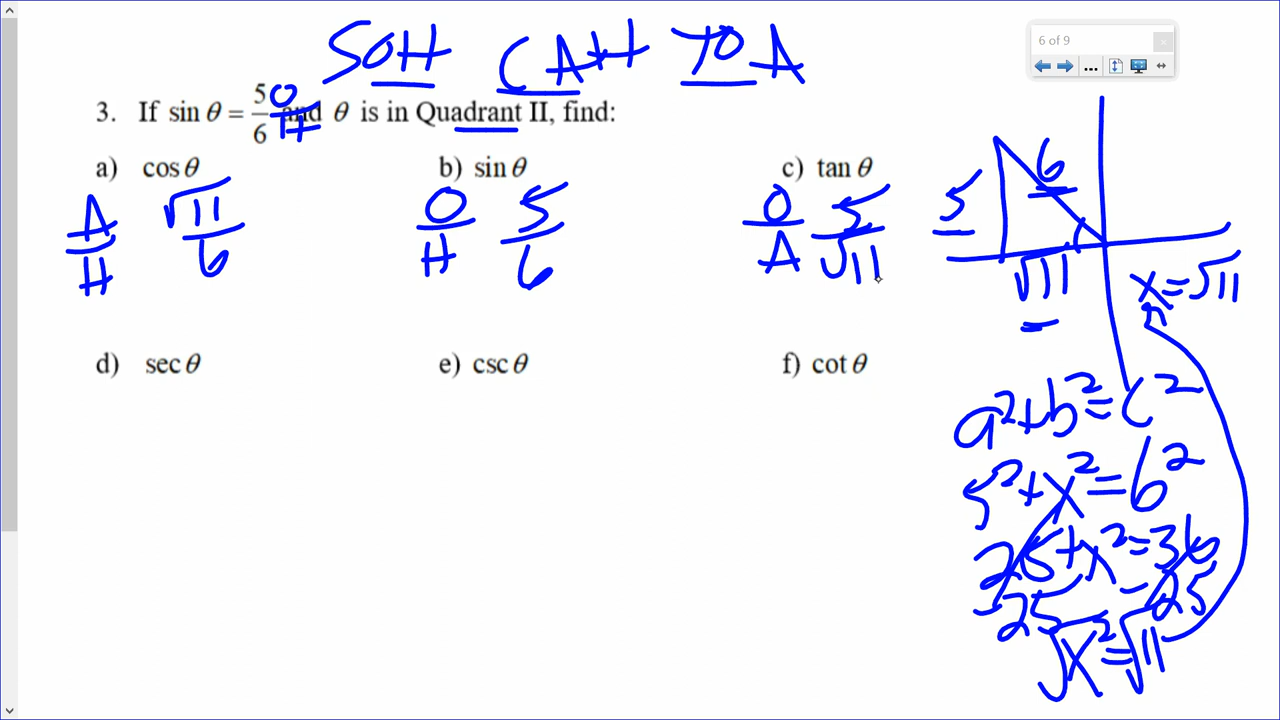 SOH CAH TOA
6 of 9
3. If sin θ = 5/6 and θ is in Quadrant II, find:
O/H
a) cos θ
b) sin θ
c) tan θ
A/H √11/6
O/H 5/6
O/A 5/√11
5
6
√11
x = √11
d) sec θ
e) csc θ
f) cot θ
a²+b²=c²
5²+x²=6²
25+x²=36
-25 -25
√x²=√11